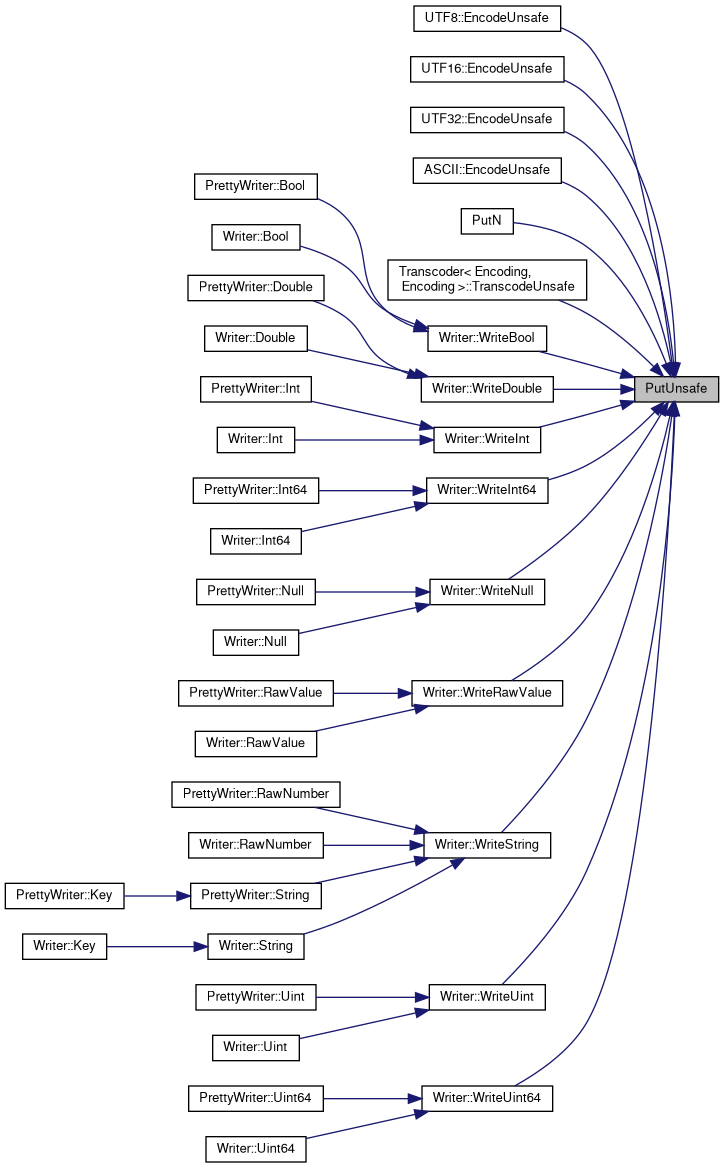 UTF8::EncodeUnsafe
UTF16::EncodeUnsafe
UTF32::EncodeUnsafe
ASCII::EncodeUnsafe
PrettyWriter::Bool
PutN
Writer::Bool
Transcoder< Encoding,
Encoding >::TranscodeUnsafe
PrettyWriter::Double
Writer::Double
Writer::WriteBool
PrettyWriter::Int
Writer::WriteDouble
PutUnsafe
Writer::Int
Writer::WriteInt
PrettyWriter::Int64
Writer::WriteInt64
Writer::Int64
PrettyWriter::Null
Writer::WriteNull
Writer::Null
PrettyWriter::RawValue
Writer::WriteRawValue
Writer::RawValue
PrettyWriter::RawNumber
Writer::RawNumber
Writer::WriteString
PrettyWriter::Key
PrettyWriter::String
Writer::Key
Writer::String
PrettyWriter::Uint
Writer::WriteUint
Writer::Uint
PrettyWriter::Uint64
Writer::WriteUint64
Writer::Uint64